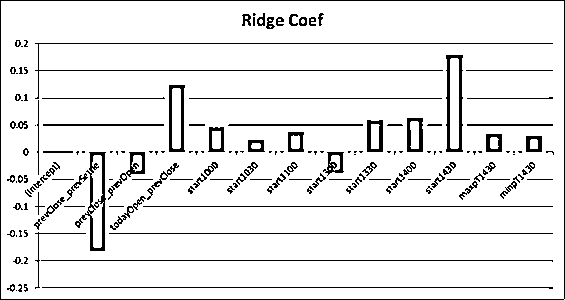 Ridge Coef
0.2
0.15
0.1
0.05
0
-0.05
-0.1
-0.15
-0.2
-0.25
(Intercept)
prevClose_prevSettle
prevClose_prevOpen
todayOpen_prevClose
start1000
start1030
start1100
start1300
start1330
start1400
start1430
maxpT1430
minpT1430